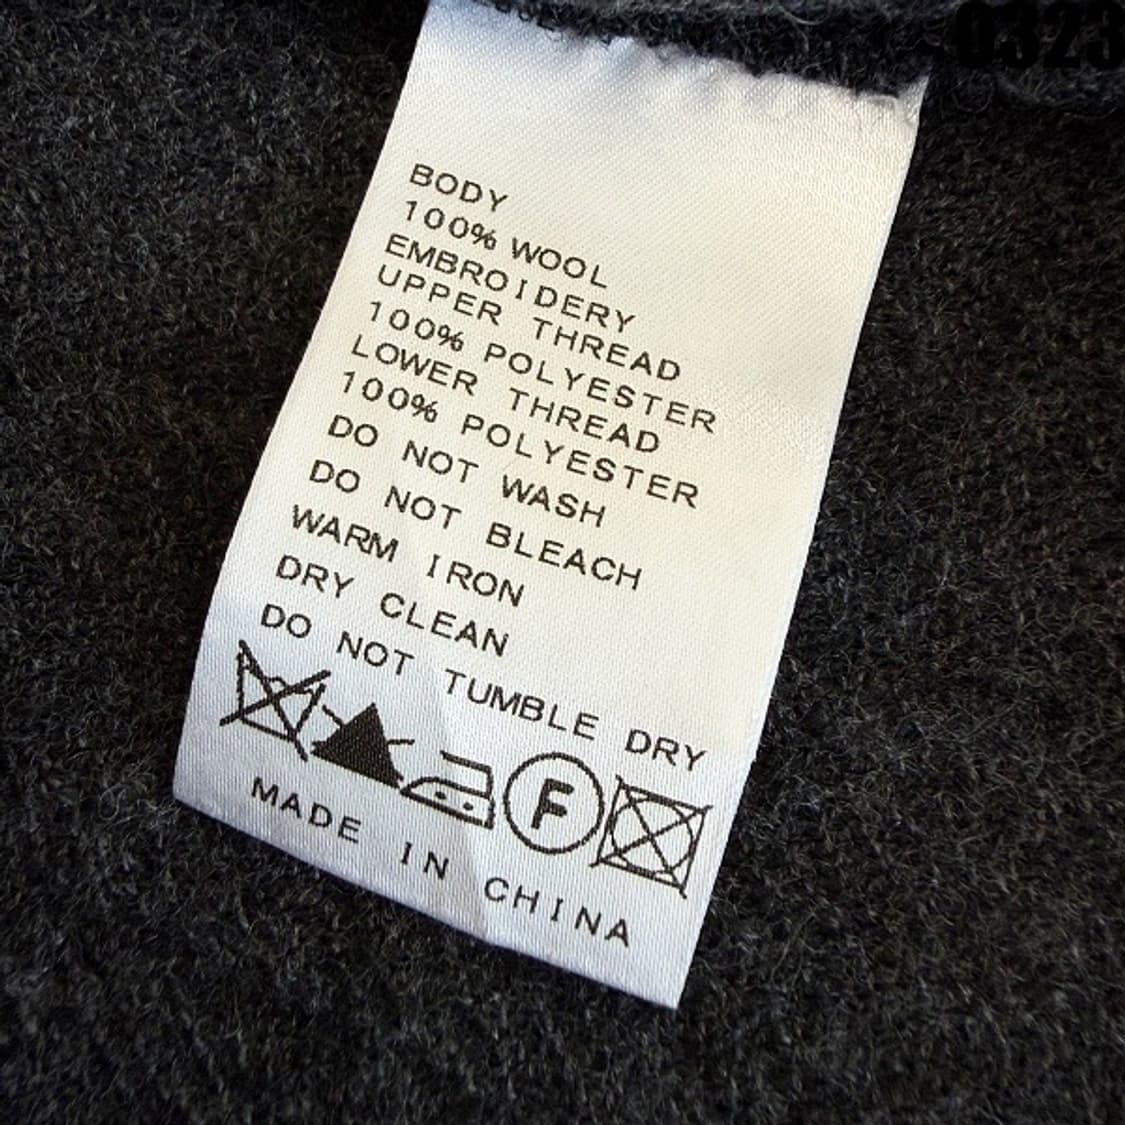 0323
BODY
100% WOOL
EMBROIDERY
UPPER THREAD
100% POLYESTER
LOWER THREAD
100% POLYESTER
DO NOT WASH
DO NOT BLEACH
WARM IRON
DRY CLEAN
DO NOT TUMBLE DRY
F
MADE IN CHINA